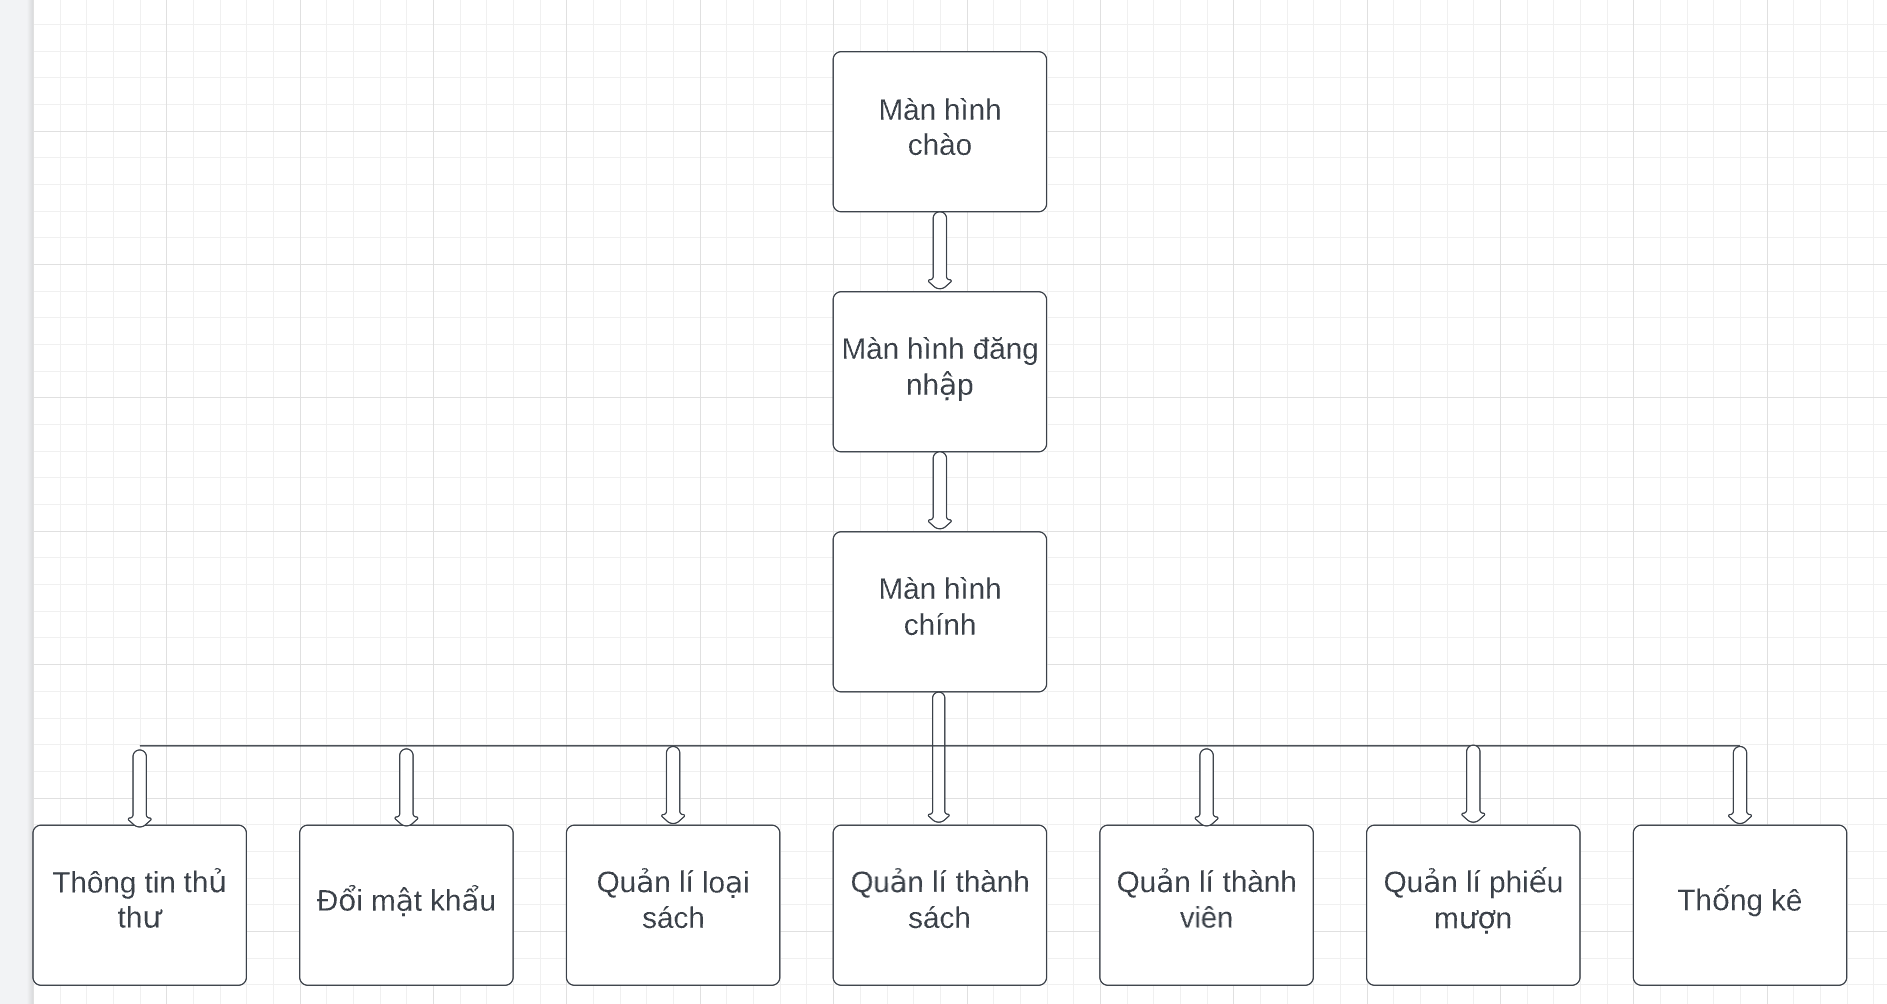 Màn hình
chào
Màn hình đăng
nhập
Màn hình
chính
Thông tin thủ
thư
Đổi mật khẩu
Quản lí loại
sách
Quản lí thành
sách
Quản lí thành
viên
Quản lí phiếu
mượn
Thống kê